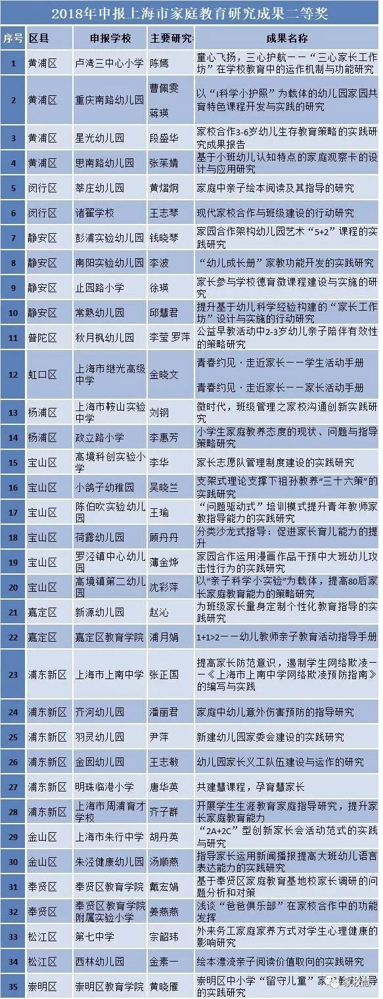 2018年申报上海市家庭教育研究成果二等奖
序号 区县 申报学校 主要研究 成果名称
1 黄浦区 卢湾三中心小学 陈嫣 童心飞扬，三心护航——“三心家长工作
坊”在学校教育中的运作机制与功能研究
2 黄浦区 重庆南路幼儿园 曹佩雯
蒋瑛 以“I科学小护照”为载体的幼儿园家园共
育特色课程开发与实践的研究
3 黄浦区 星光幼儿园 段盛华 家校合作3-6岁幼儿生存教育策略的实践研
究成果报告
4 黄浦区 思南路幼儿园 张茱婧 基于小班幼儿认知特点的家庭观察卡的设
计与应用研究
5 闵行区 莘庄幼儿园 黄熠炯 家庭中亲子绘本阅读及其指导的研究
6 闵行区 诸翟学校 王志琴 现代家校合作与班级建设的行动研究
7 静安区 彭浦实验幼儿园 钱晓琴 家园合作架构幼儿园艺术“5+2”课程的实
践研究
8 静安区 南阳实验幼儿园 李波 “幼儿成长册”家教功能开发的实践研究
9 静安区 止园路小学 徐瑛 家长参与学校德育微课程建设与实施的研
究
10 静安区 常熟幼儿园 邱慧君 提升基于幼儿科学经验构建的“家长工作
坊”设计与实施的行动研究
11 普陀区 秋月枫幼儿园 李莹 罗萍 公益早教活动中2-3岁幼儿亲子陪伴有效性
的策略研究
12 虹口区 上海市继光高级
中学 金晓文 青春约见·走近家长——学生活动手册
青春约见·走近家长——家长活动手册
13 杨浦区 上海市鞍山实验
中学 刘钢 微时代，班级管理之家校沟通创新实践研
究
14 杨浦区 政立路小学 李惠芳 小学生家庭教养态度的现状、问题与指导
策略研究
15 宝山区 高境科创实验小
学 李华 家长志愿队管理制度建设的实践研究
16 宝山区 小鸽子幼稚园 吴晓兰 支架式理论支撑下祖孙教养“三十六策”的
实践研究
17 宝山区 陈伯吹实验幼儿
园 王瑜 “问题驱动式”培训模式提升青年教师家
教指导能力的实践研究
18 宝山区 荷露幼儿园 顾丹丹 分类沙龙式指导：促进家长育儿能力的提
升
19 宝山区 罗泾镇中心幼儿
园 薄金烨 家园合作运用漫画作品干预中大班幼儿攻
击性行为的实践研究
20 宝山区 高境镇第二幼儿
园 沈彩萍 以“亲子科学小实验”为载体，提高80后家
长家庭教育能力的策略研究
21 嘉定区 新源幼儿园 赵沁 为班级家长量身定制个性化教育指导的实
践研究
22 嘉定区 嘉定区教育学院 浦月娟 1+1>2——幼儿教师亲子教育活动指导手册
23 浦东新区 上海市上南中学 张正国 提高家长防范意识，遏制学生网络欺凌—
—《上海市上南中学网络欺凌预防指南》
的编写与实践
24 浦东新区 齐河幼儿园 潘丽君 家庭中幼儿意外伤害预防的指导研究
25 浦东新区 羽灵幼儿园 尹萍 新建幼儿园家委会建设的实践研究
26 浦东新区 金囡幼儿园 王志敏 幼儿园家长义工队伍建设与运作的研究
27 浦东新区 明珠临港小学 唐华英 共建慧课程，孕育慧家长
28 浦东新区 上海市周浦育才
学校 齐子群 开展学生生涯教育家庭指导研究，提升家
长家庭教育能力
29 金山区 上海市朱行中学 胡丹英 “2A+2C”型创新家长会活动范式的实践
与研究
30 金山区 朱泾健康幼儿园 汤顺燕 指导家长运用新闻播报提高大班幼儿语言
表达能力的实践研究
31 奉贤区 奉贤区教育学院 戴宏娟 基于奉贤区家庭教育基地校家长调研的问
题分析和对策
32 奉贤区 奉贤区教育学院
附属实验小学 姜燕燕 浅谈“爸爸俱乐部”在家校合作中的功能
发挥
33 松江区 第七中学 宗韶玮 外来务工家庭家养方式对学生心理健康的
影响研究
34 松江区 西林幼儿园 金素一 绘本漂流亲子阅读价值取向的实践研究
35 崇明区 崇明区教育学院 黄晓雁 崇明区中小学“留守儿童”家庭教育指导
的实践研究
家校慧